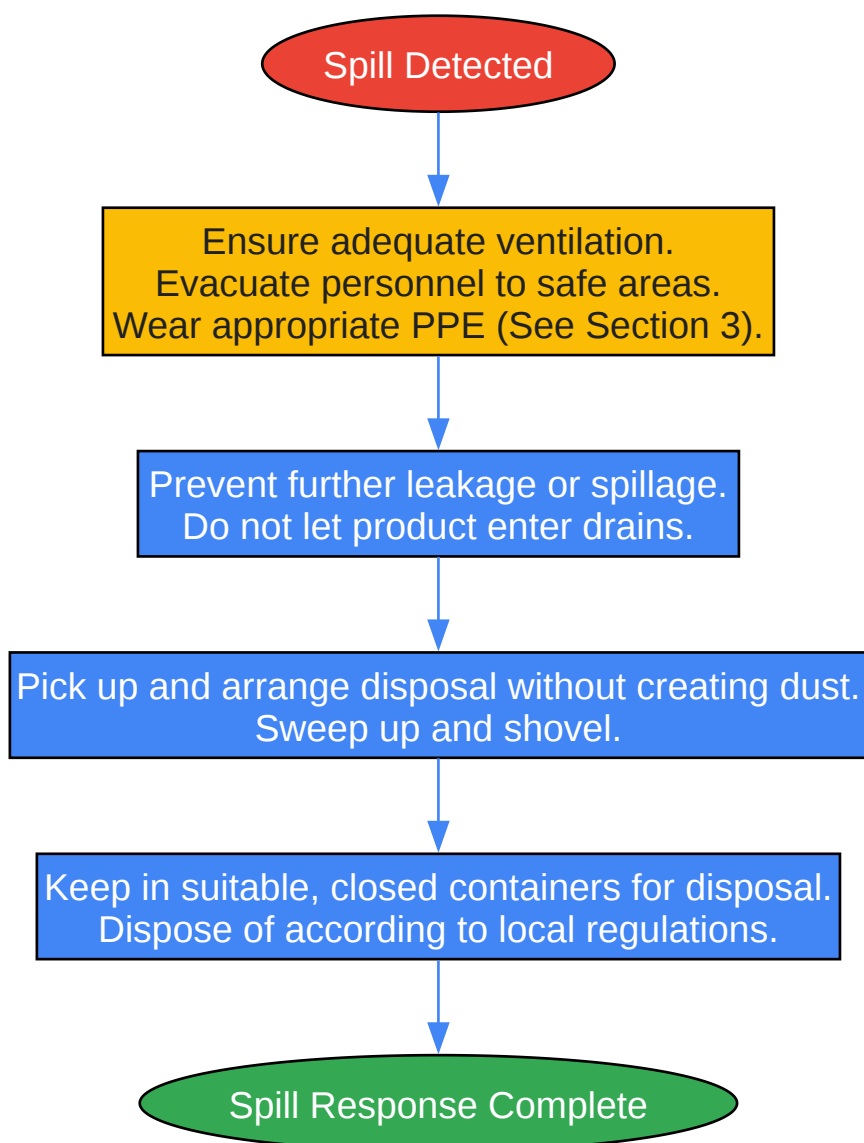 Spill Detected
Ensure adequate ventilation.
Evacuate personnel to safe areas.
Wear appropriate PPE (See Section 3).
Prevent further leakage or spillage.
Do not let product enter drains.
Pick up and arrange disposal without creating dust.
Sweep up and shovel.
Keep in suitable, closed containers for disposal.
Dispose of according to local regulations.
Spill Response Complete